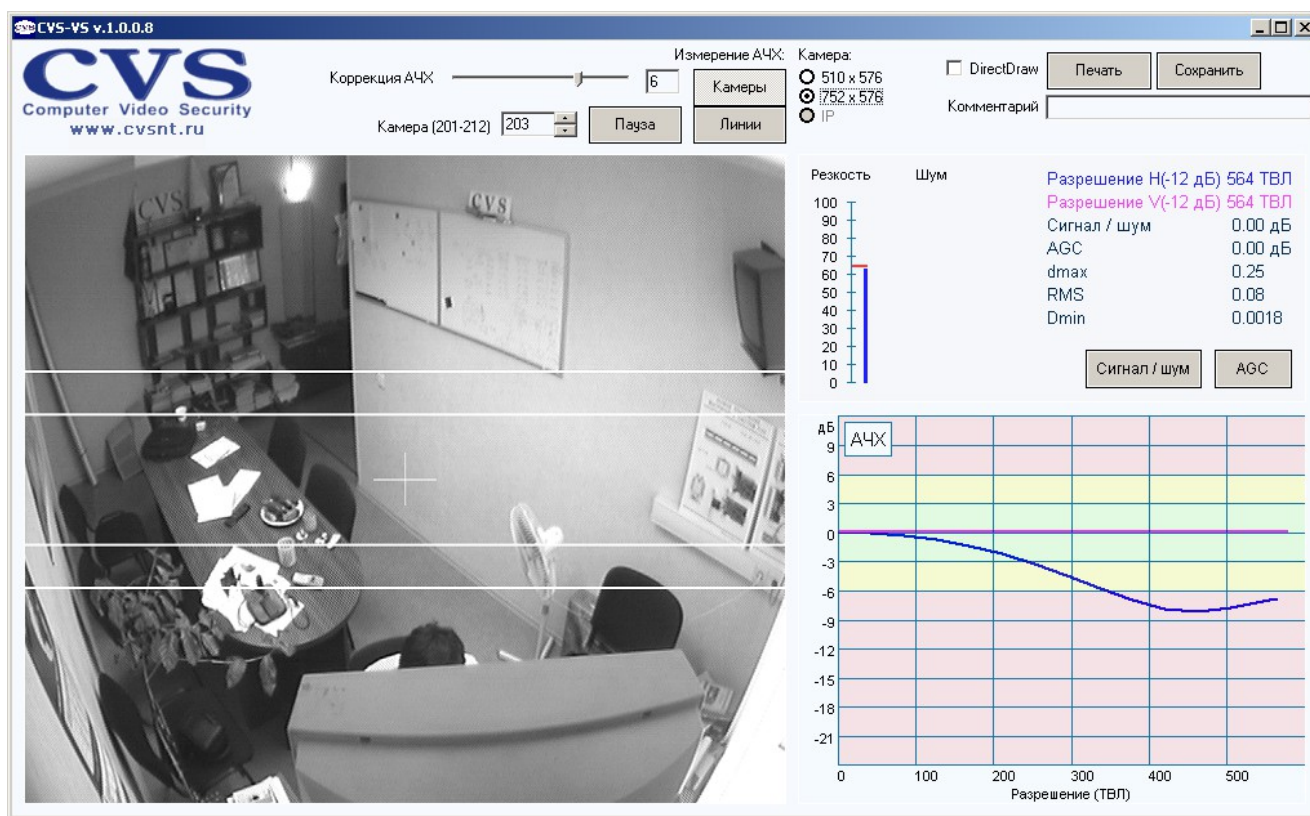 CVS-VS v.1.0.0.8
CVS
Computer Video Security
www.cvsnt.ru
Коррекция АЧХ
6
Камера (201-212)
203
Пауза
Измерение АЧХ:
Камеры
Линии
Камера:
510 x 576
752 x 576
IP
DirectDraw
Печать
Сохранить
Комментарий
CVS
CVS
Резкость
Шум
100
90
80
70
60
50
40
30
20
10
0
Разрешение H(-12 дБ) 564 ТВЛ
Разрешение V(-12 дБ) 564 ТВЛ
Сигнал / шум 0.00 дБ
AGC 0.00 дБ
dmax 0.25
RMS 0.08
Dmin 0.0018
Сигнал / шум
AGC
дБ
АЧХ
9
6
3
0
-3
-6
-9
-12
-15
-18
-21
0 100 200 300 400 500
Разрешение (ТВЛ)